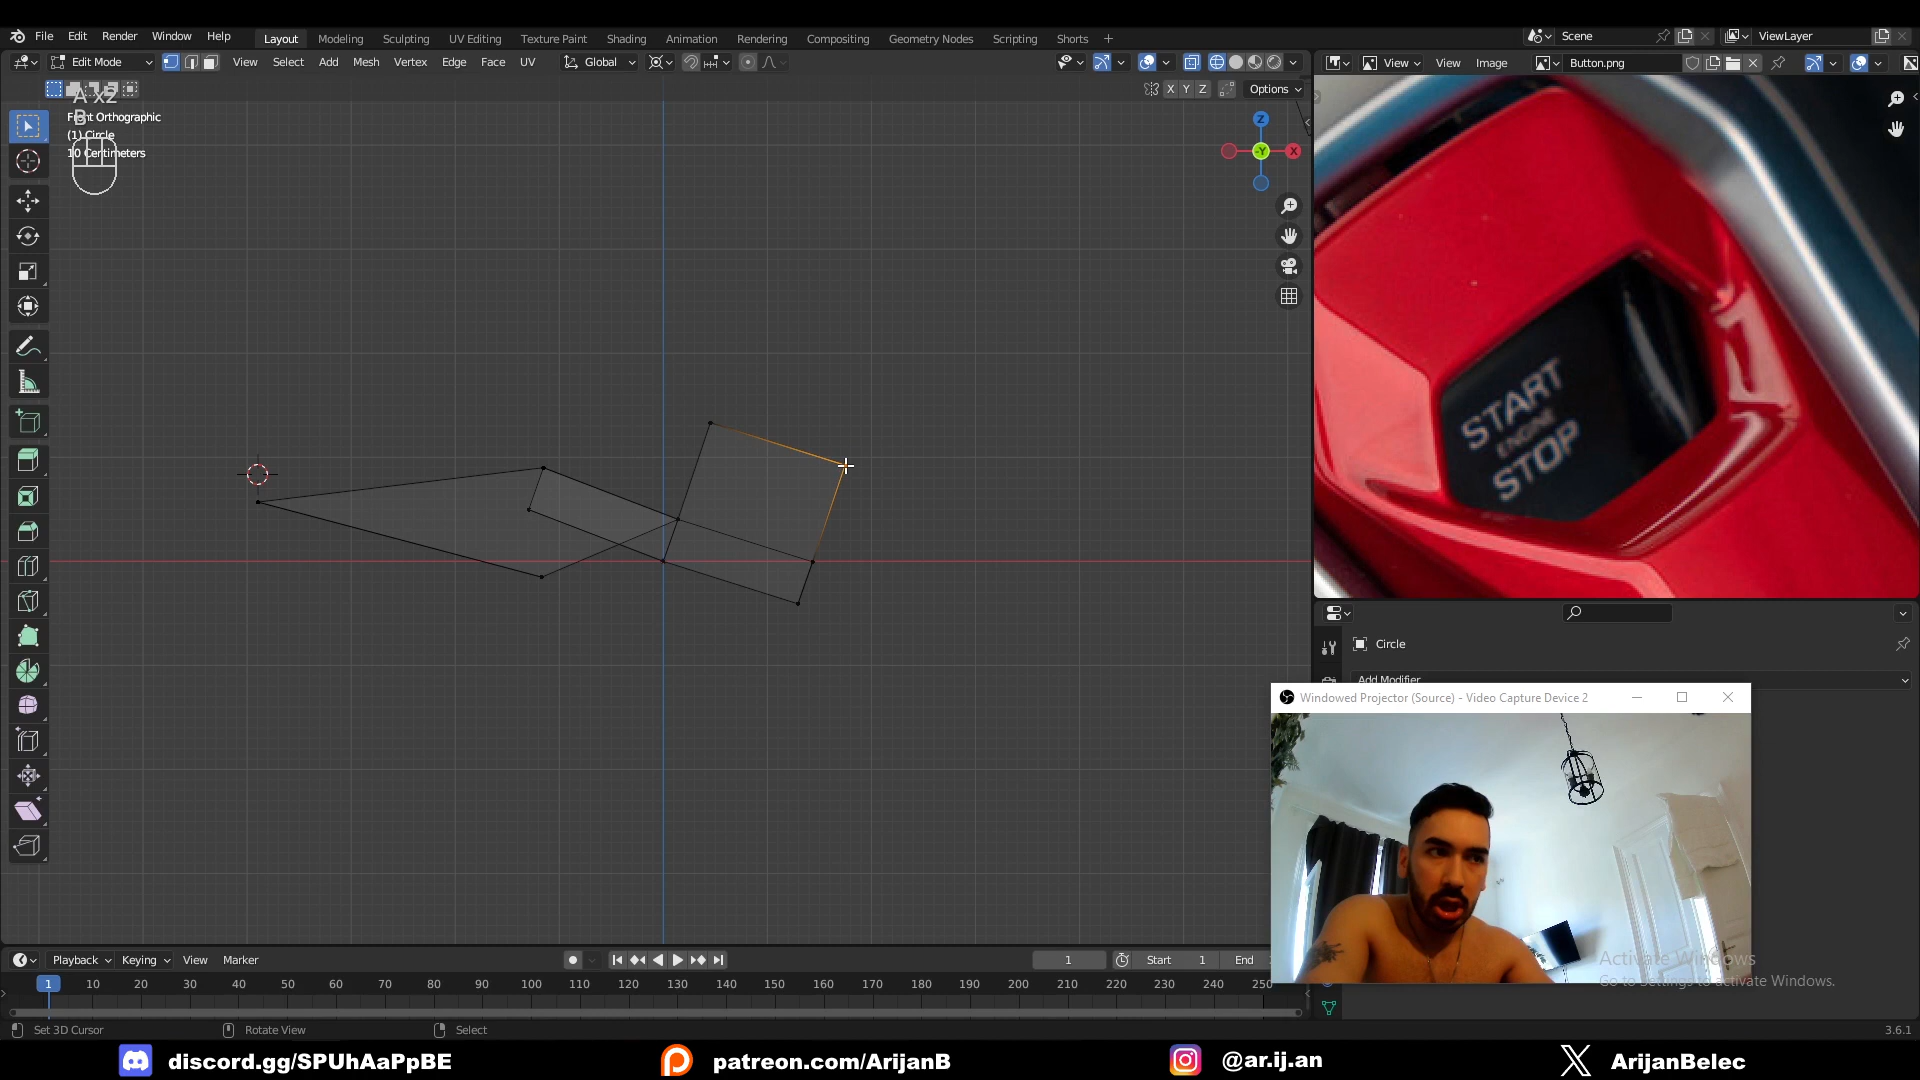 File Edit Render Window Help
Layout Modeling Sculpting UV Editing Texture Paint Shading Animation Rendering Compositing Geometry Nodes Scripting Shorts +
Scene
ViewLayer
Edit Mode
View Select Add Mesh Vertex Edge Face UV
Global
View View Image Button.png
X Y Z
Options
A x2
B
Front Orthographic
(1) Circle
10 Centimeters
Z
-Y
X
START
ENGINE
STOP
Circle
Add Modifier
Windowed Projector (Source) - Video Capture Device 2
Activate Windows
Go to Settings to activate Windows.
Playback Keying View Marker
1 Start 1 End
1 10 20 30 40 50 60 70 80 90 100 110 120 130 140 150 160 170 180 190 200 210 220 230 240 250
Set 3D Cursor Rotate View Select
3.6.1
discord.gg/SPUhAaPpBE patreon.com/ArijanB @ar.ij.an ArijanBelec